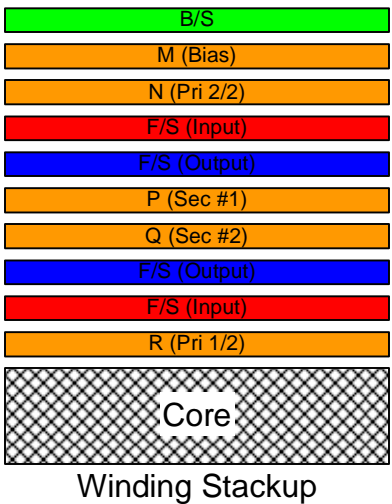 B/S
M (Bias)
N (Pri 2/2)
F/S (Input)
F/S (Output)
P (Sec #1)
Q (Sec #2)
F/S (Output)
F/S (Input)
R (Pri 1/2)
Core
Winding Stackup